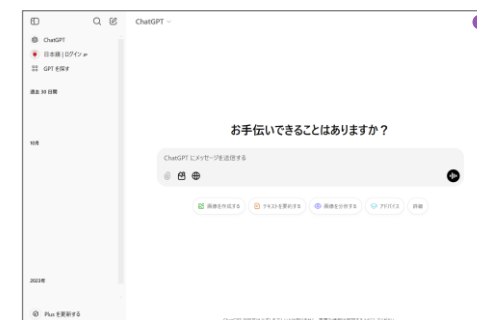 ChatGPT
ChatGPT
日本語 | ログイン
GPT を探す
過去 30 日間
10月
2023年
Plus を更新する
お手伝いできることはありますか？
ChatGPT にメッセージを送信する
画像を作成する
テキストを要約する
画像を分析する
アドバイス
詳細